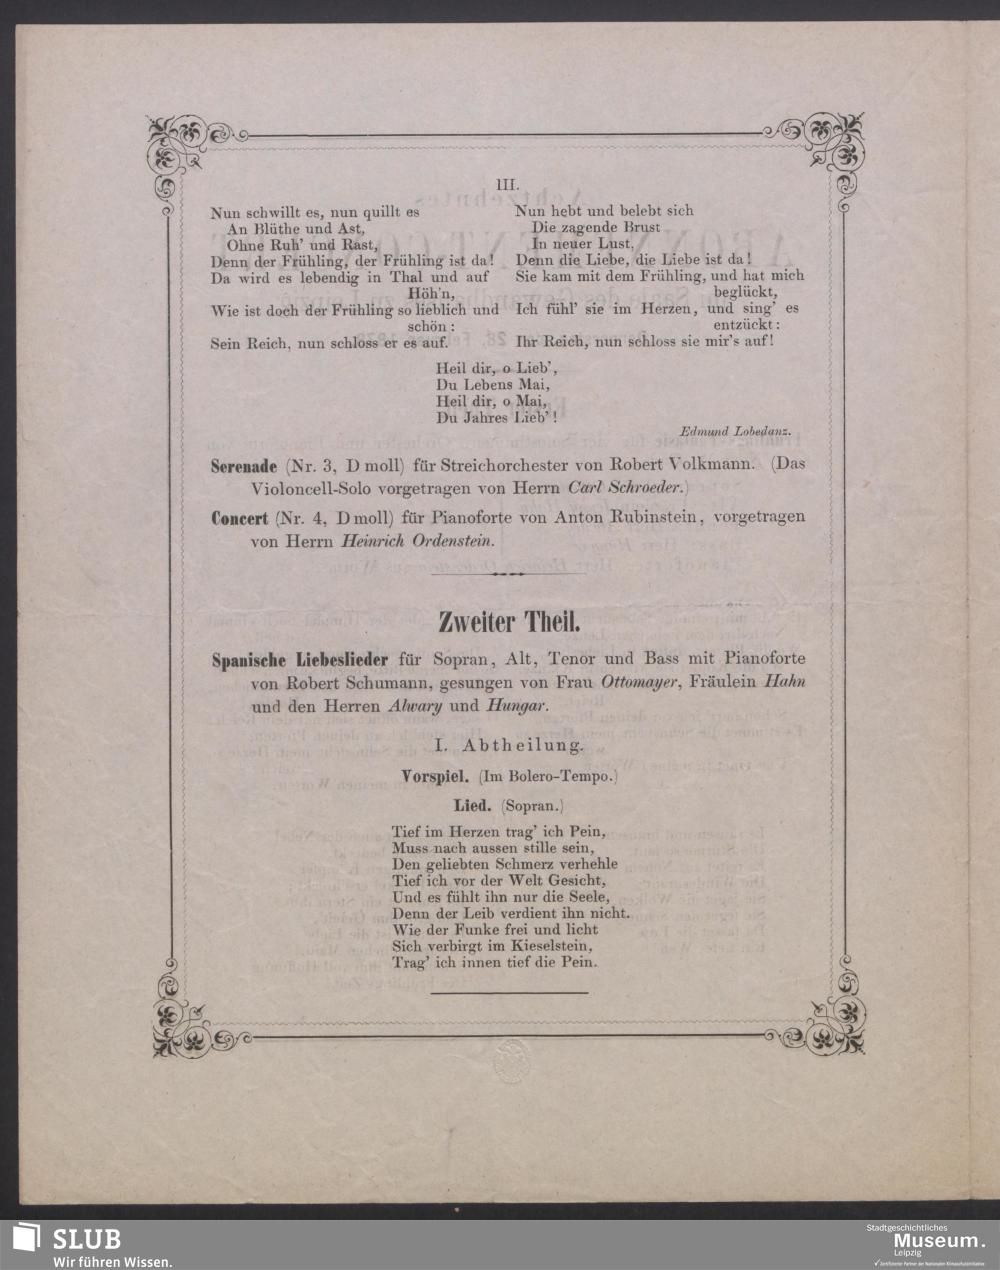 III.
Nun schwillt es, nun quillt es
An Blüthe und Ast,
Ohne Ruh' und Rast,
Denn der Frühling, der Frühling ist da!
Da wird es lebendig in Thal und auf
Höh'n,
Wie ist doch der Frühling so lieblich und
schön:
Sein Reich, nun schloss er es auf.
Nun hebt und belebt sich
Die zagende Brust
In neuer Lust,
Denn die Liebe, die Liebe ist da!
Sie kam mit dem Frühling, und hat mich
beglückt,
Ich fühl' sie im Herzen, und sing' es
entzückt:
Ihr Reich, nun schloss sie mir's auf!
Heil dir, o Lieb',
Du Lebens Mai,
Heil dir, o Mai,
Du Jahres Lieb'!
Edmund Lobedanz.
Serenade (Nr. 3, D moll) für Streichorchester von Robert Volkmann. (Das
Violoncell-Solo vorgetragen von Herrn Carl Schroeder.)
Concert (Nr. 4, D moll) für Pianoforte von Anton Rubinstein, vorgetragen
von Herrn Heinrich Ordenstein.
Zweiter Theil.
Spanische Liebeslieder für Sopran, Alt, Tenor und Bass mit Pianoforte
von Robert Schumann, gesungen von Frau Ottomayer, Fräulein Hahn
und den Herren Alwary und Hungar.
I. Abtheilung.
Vorspiel. (Im Bolero-Tempo.)
Lied. (Sopran.)
Tief im Herzen trag' ich Pein,
Muss nach aussen stille sein,
Den geliebten Schmerz verhehle
Tief ich vor der Welt Gesicht,
Und es fühlt ihn nur die Seele,
Denn der Leib verdient ihn nicht.
Wie der Funke frei und licht
Sich verbirgt im Kieselstein,
Trag' ich innen tief die Pein.
SLUB
Wir führen Wissen.
Stadtgeschichtliches
Museum.
Leipzig
Zertifizierter Partner der Nationalen Klimaschutzinitiative